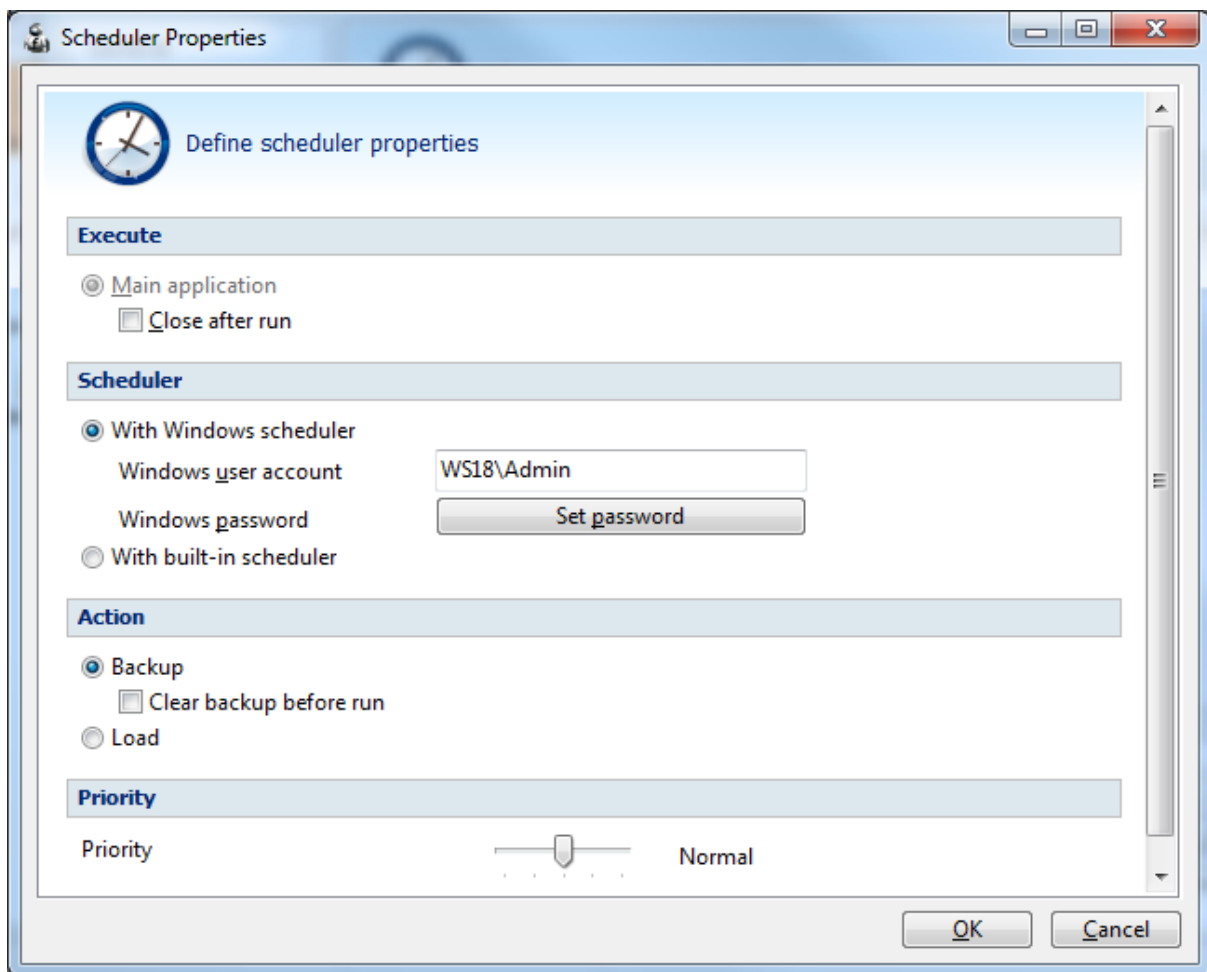 Scheduler Properties
Define scheduler properties
Execute
Main application
Close after run
Scheduler
With Windows scheduler
Windows user account WS18\Admin
Windows password Set password
With built-in scheduler
Action
Backup
Clear backup before run
Load
Priority
Priority Normal
OK Cancel